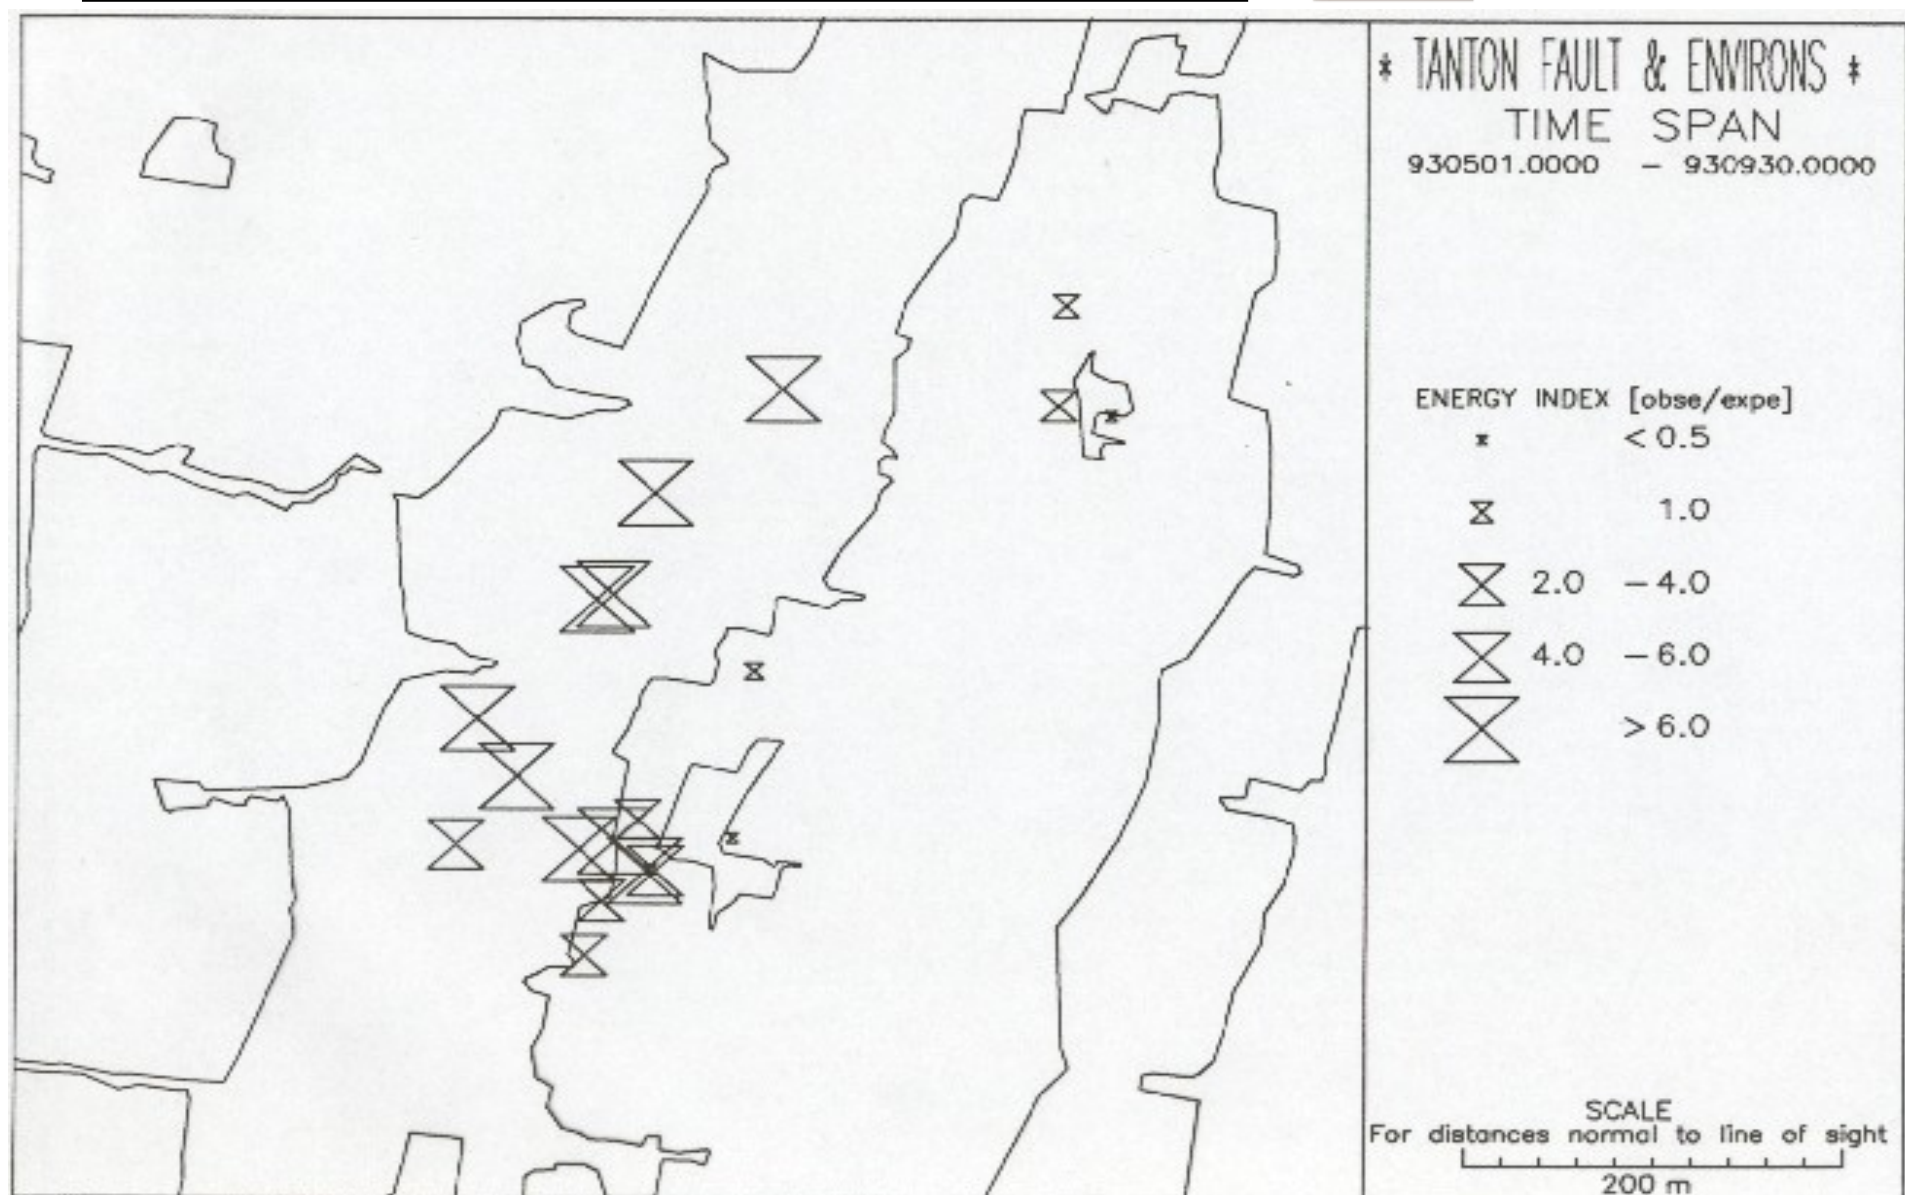 * TANTON FAULT & ENVIRONS *
TIME SPAN
930501.0000 - 930930.0000
ENERGY INDEX [obse/expe]
< 0.5
1.0
2.0 - 4.0
4.0 - 6.0
> 6.0
SCALE
For distances normal to line of sight
200 m